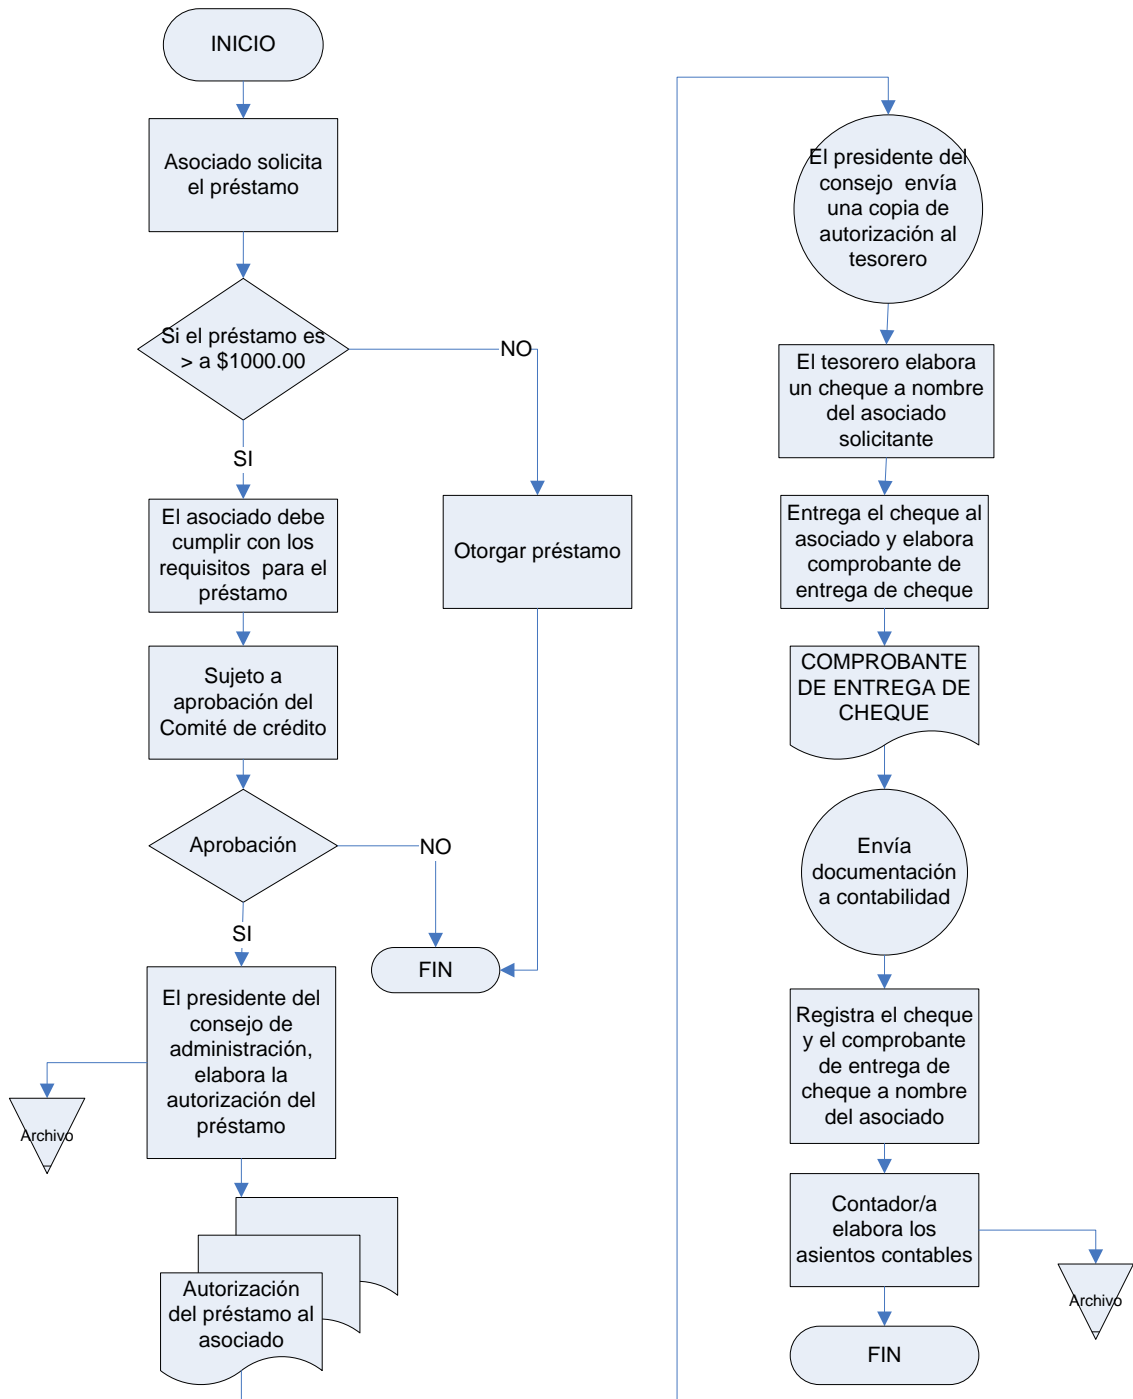 INICIO
Asociado solicita
el préstamo
Si el préstamo es
> a $1000.00
NO
SI
El asociado debe
cumplir con los
requisitos para el
préstamo
Otorgar préstamo
Sujeto a
aprobación del
Comité de crédito
Aprobación
NO
SI
FIN
El presidente del
consejo de
administración,
elabora la
autorización del
préstamo
Archivo
Autorización
del préstamo al
asociado
El presidente del
consejo envía
una copia de
autorización al
tesorero
El tesorero elabora
un cheque a nombre
del asociado
solicitante
Entrega el cheque al
asociado y elabora
comprobante de
entrega de cheque
COMPROBANTE
DE ENTREGA DE
CHEQUE
Envía
documentación
a contabilidad
Registra el cheque
y el comprobante
de entrega de
cheque a nombre
del asociado
Contador/a
elabora los
asientos contables
Archivo
FIN